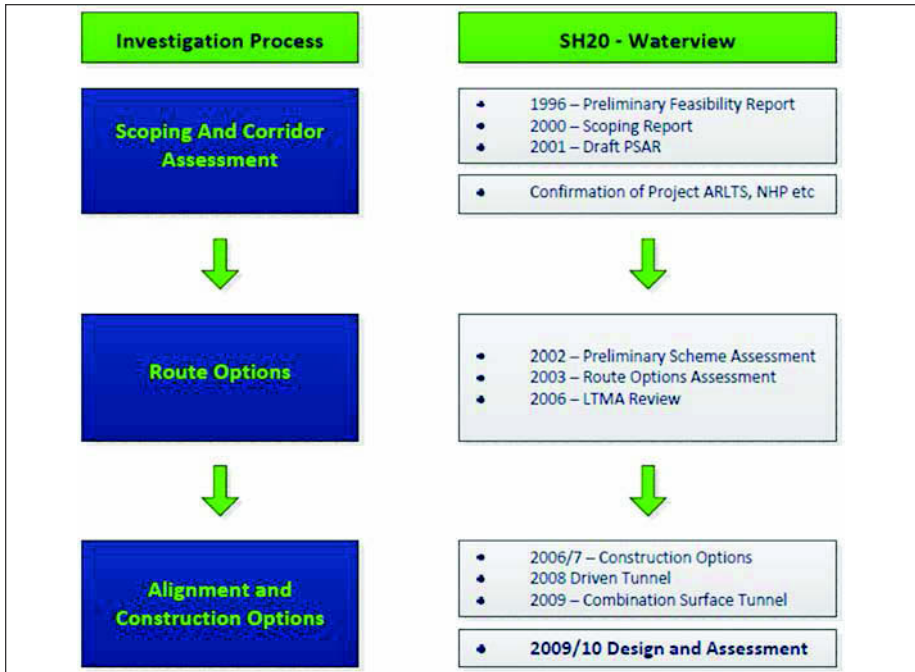 Investigation Process
SH20 - Waterview
Scoping And Corridor
Assessment
• 1996 – Preliminary Feasibility Report
• 2000 – Scoping Report
• 2001 – Draft PSAR
• Confirmation of Project ARLTS, NHP etc
Route Options
• 2002 – Preliminary Scheme Assessment
• 2003 – Route Options Assessment
• 2006 – LTMA Review
Alignment and
Construction Options
• 2006/7 – Construction Options
• 2008 Driven Tunnel
• 2009 – Combination Surface Tunnel
• 2009/10 Design and Assessment